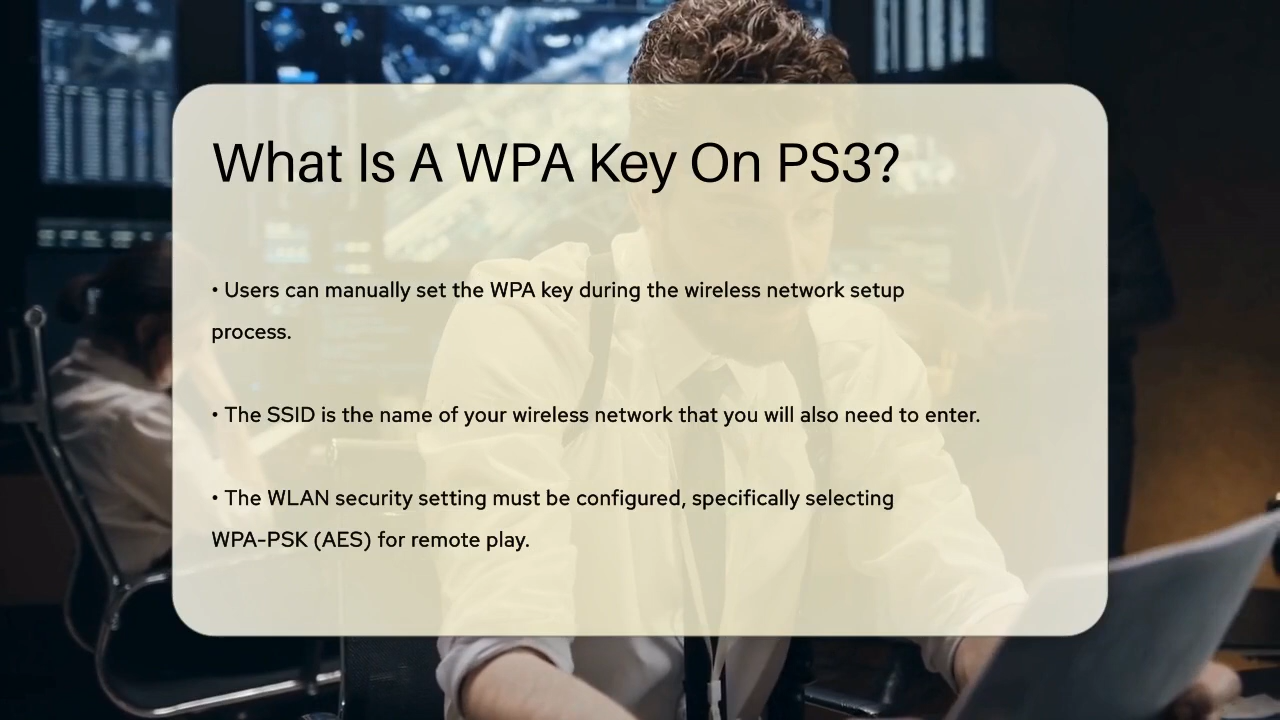 What Is A WPA Key On PS3?
• Users can manually set the WPA key during the wireless network setup
process.
• The SSID is the name of your wireless network that you will also need to enter.
• The WLAN security setting must be configured, specifically selecting
WPA-PSK (AES) for remote play.